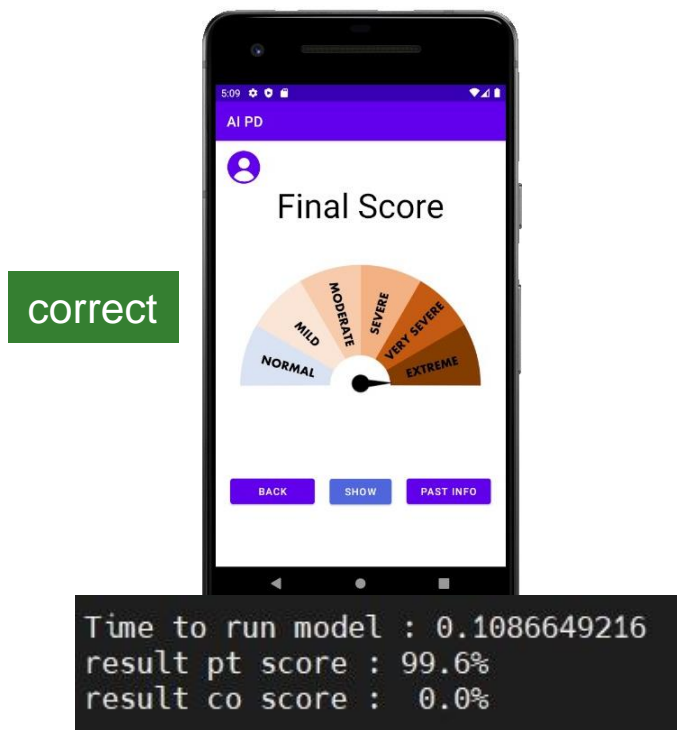 5:09
AI PD
Final Score
correct
NORMAL
MILD
MODERATE
SEVERE
VERY SEVERE
EXTREME
BACK SHOW PAST INFO
Time to run model : 0.1086649216
result pt score : 99.6%
result co score :  0.0%